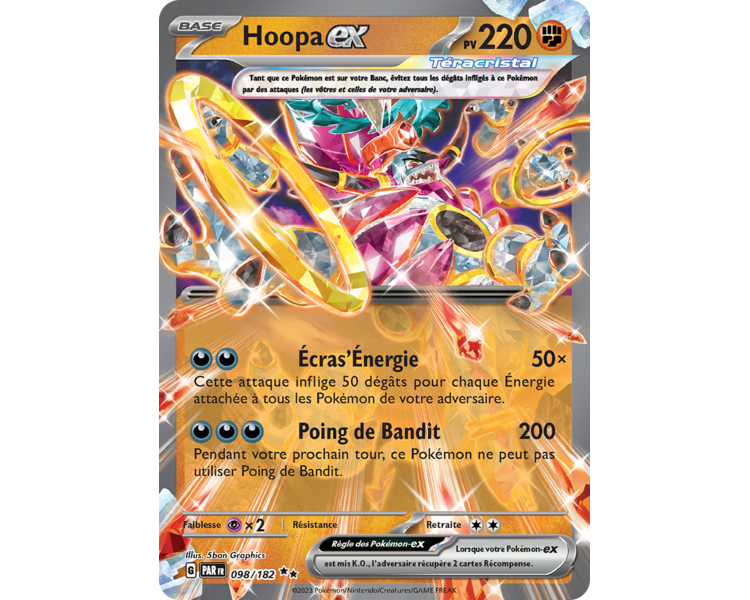 BASE
Hoopa ex PV 220
Téracristal
Tant que ce Pokémon est sur votre Banc, évitez tous les dégâts infligés à ce Pokémon
par des attaques (les vôtres et celles de votre adversaire).
Écras'Énergie 50×
Cette attaque inflige 50 dégâts pour chaque Énergie
attachée à tous les Pokémon de votre adversaire.
Poing de Bandit 200
Pendant votre prochain tour, ce Pokémon ne peut pas
utiliser Poing de Bandit.
Faiblesse ×2 Résistance Retraite
Illus. 5ban Graphics
Règle des Pokémon-ex Lorsque votre Pokémon-ex
est mis K.O., l'adversaire récupère 2 cartes Récompense.
G PAR FR 098/182 ★★
©2023 Pokémon/Nintendo/Creatures/GAME FREAK